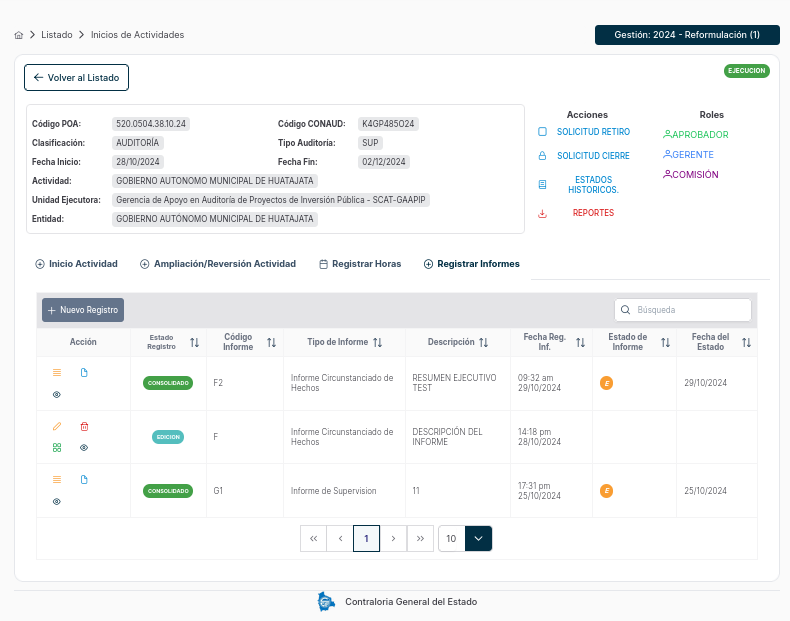 Listado
Inicios de Actividades
Gestión: 2024 - Reformulación (1)
Volver al Listado
EJECUCION
Código POA:
520.0504.38.10.24
Código CONAUD:
K4GP485O24
Clasificación:
AUDITORÍA
Tipo Auditoría:
SUP
Fecha Inicio:
28/10/2024
Fecha Fin:
02/12/2024
Actividad:
GOBIERNO AUTONOMO MUNICIPAL DE HUATAJATA
Unidad Ejecutora:
Gerencia de Apoyo en Auditoría de Proyectos de Inversión Pública - SCAT-GAAPIP
Entidad:
GOBIERNO AUTÓNOMO MUNICIPAL DE HUATAJATA
Acciones
SOLICITUD RETIRO
SOLICITUD CIERRE
ESTADOS
HISTORICOS.
REPORTES
Roles
APROBADOR
GERENTE
COMISIÓN
Inicio Actividad
Ampliación/Reversión Actividad
Registrar Horas
Registrar Informes
Nuevo Registro
Búsqueda
Acción
Estado
Registro
Código
Informe
Tipo de Informe
Descripción
Fecha Reg.
Inf.
Estado de
Informe
Fecha del
Estado
CONSOLIDADO
F2
Informe Circunstanciado de
Hechos
RESUMEN EJECUTIVO
TEST
09:32 am
29/10/2024
E
29/10/2024
EDICION
F
Informe Circunstanciado de
Hechos
DESCRIPCIÓN DEL
INFORME
14:18 pm
28/10/2024
CONSOLIDADO
G1
Informe de Supervision
11
17:31 pm
25/10/2024
E
25/10/2024
1
10
Contraloria General del Estado